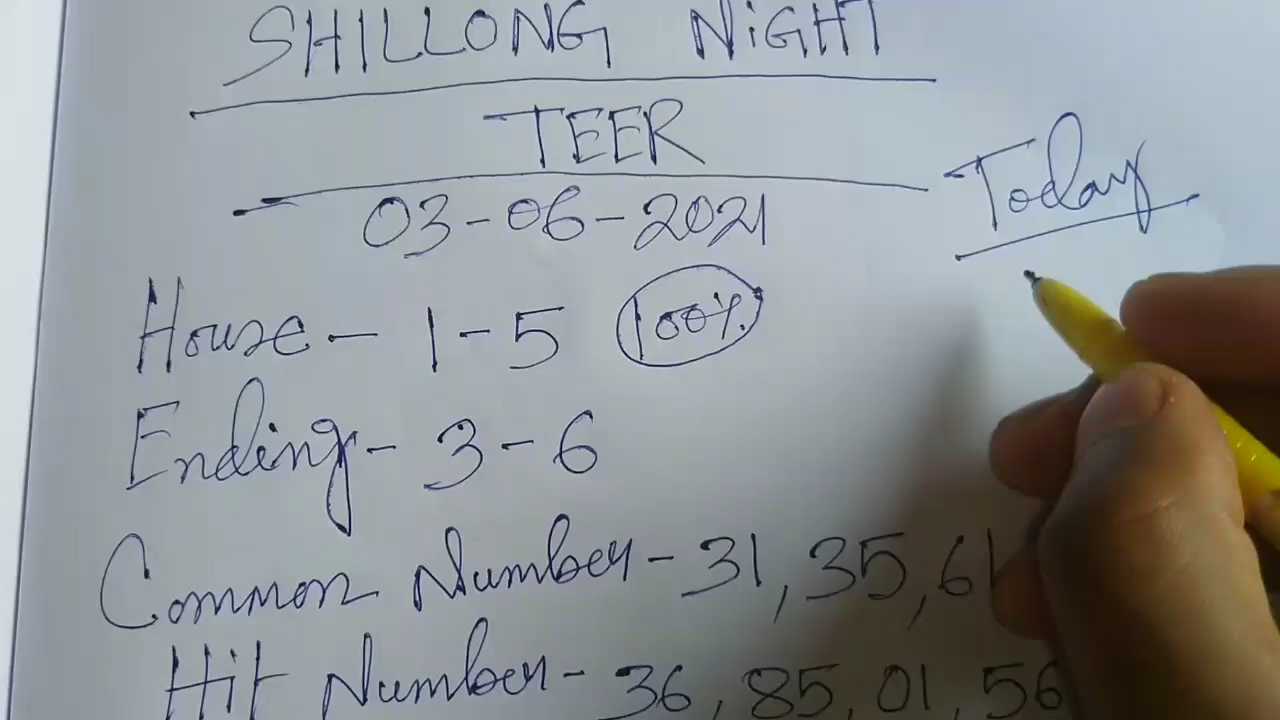 SHILLONG NiGHT
TEER
03-06-2021
Today
House - 1-5 100%
Ending - 3-6
Common Number - 31, 35, 61
Hit Number - 36, 85, 01, 56